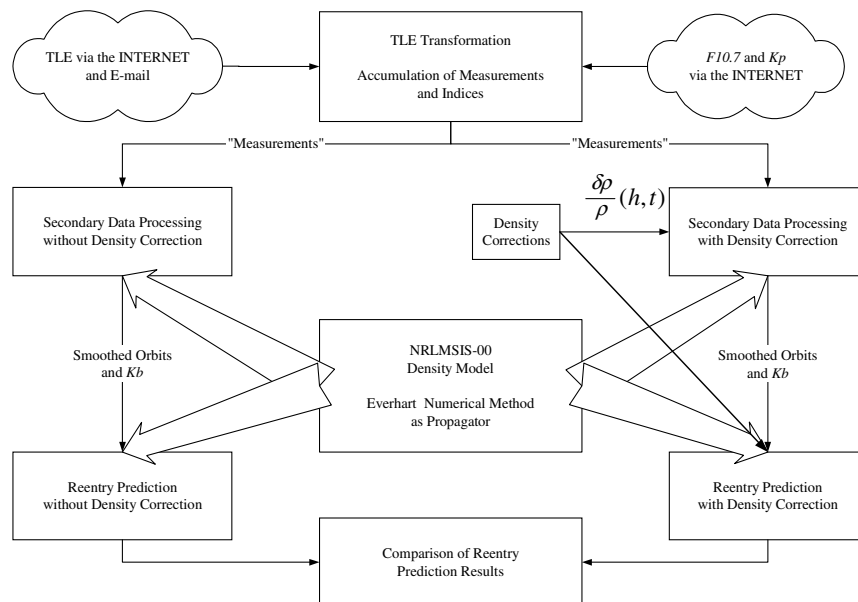 TLE via the INTERNET
and E-mail
TLE Transformation
Accumulation of Measurements
and Indices
F10.7 and Kp
via the INTERNET
"Measurements"
"Measurements"
Secondary Data Processing
without Density Correction
Density
Corrections
δρ/ρ (h,t)
Secondary Data Processing
with Density Correction
Smoothed Orbits
and Kb
NRLMSIS-00
Density Model
Everhart Numerical Method
as Propagator
Smoothed Orbits
and Kb
Reentry Prediction
without Density Correction
Reentry Prediction
with Density Correction
Comparison of Reentry
Prediction Results